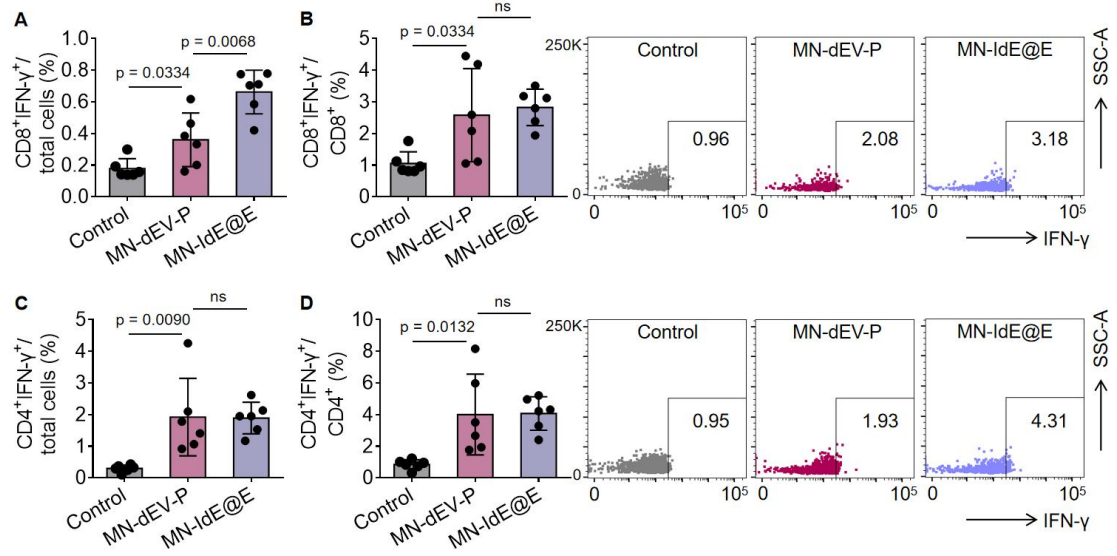 A
CD8⁺IFN-γ⁺/
total cells (%)
1.0
0.8
0.6
0.4
0.2
0.0
p = 0.0334
p = 0.0068
Control
MN-dEV-P
MN-IdE@E
B
CD8⁺IFN-γ⁺/
CD8⁺ (%)
5
4
3
2
1
0
p = 0.0334
ns
Control
MN-dEV-P
MN-IdE@E
250K
0
Control
0.96
0
10⁵
MN-dEV-P
2.08
0
10⁵
MN-IdE@E
3.18
0
10⁵
SSC-A
IFN-γ
C
CD4⁺IFN-γ⁺/
total cells (%)
5
4
3
2
1
0
p = 0.0090
ns
Control
MN-dEV-P
MN-IdE@E
D
CD4⁺IFN-γ⁺/
CD4⁺ (%)
10
8
6
4
2
0
p = 0.0132
ns
Control
MN-dEV-P
MN-IdE@E
250K
0
Control
0.95
0
10⁵
MN-dEV-P
1.93
0
10⁵
MN-IdE@E
4.31
0
10⁵
SSC-A
IFN-γ